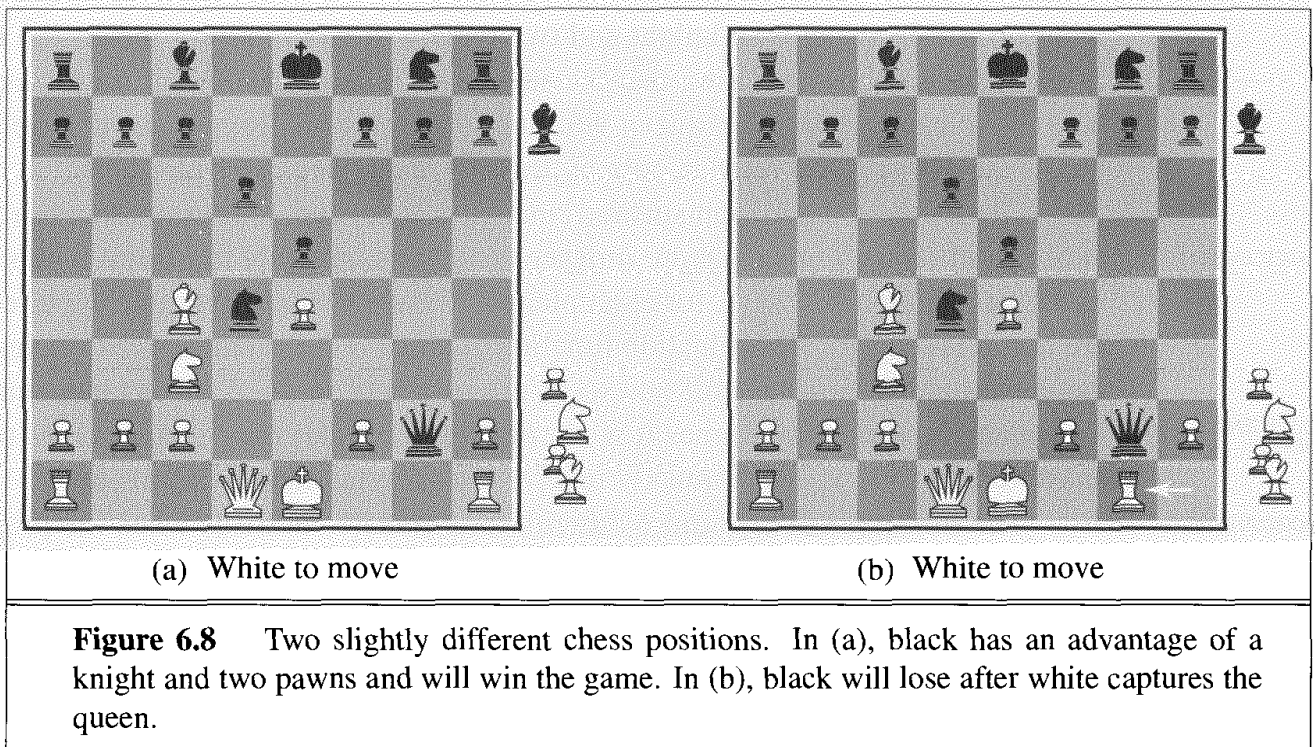 (a) White to move
(b) White to move
Figure 6.8 Two slightly different chess positions. In (a), black has an advantage of a
knight and two pawns and will win the game. In (b), black will lose after white captures the
queen.